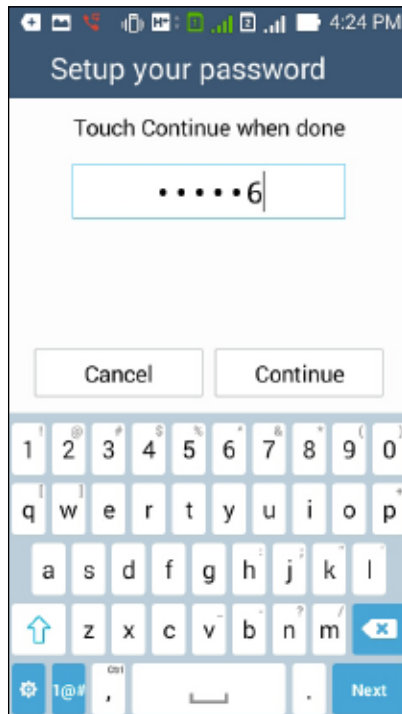 4:24 PM
Setup your password
Touch Continue when done
•••••6
Cancel Continue
1 2 3 4 5 6 7 8 9 0
q w e r t y u i o p
a s d f g h j k l
z x c v b n m
1@# Ctrl , . Next